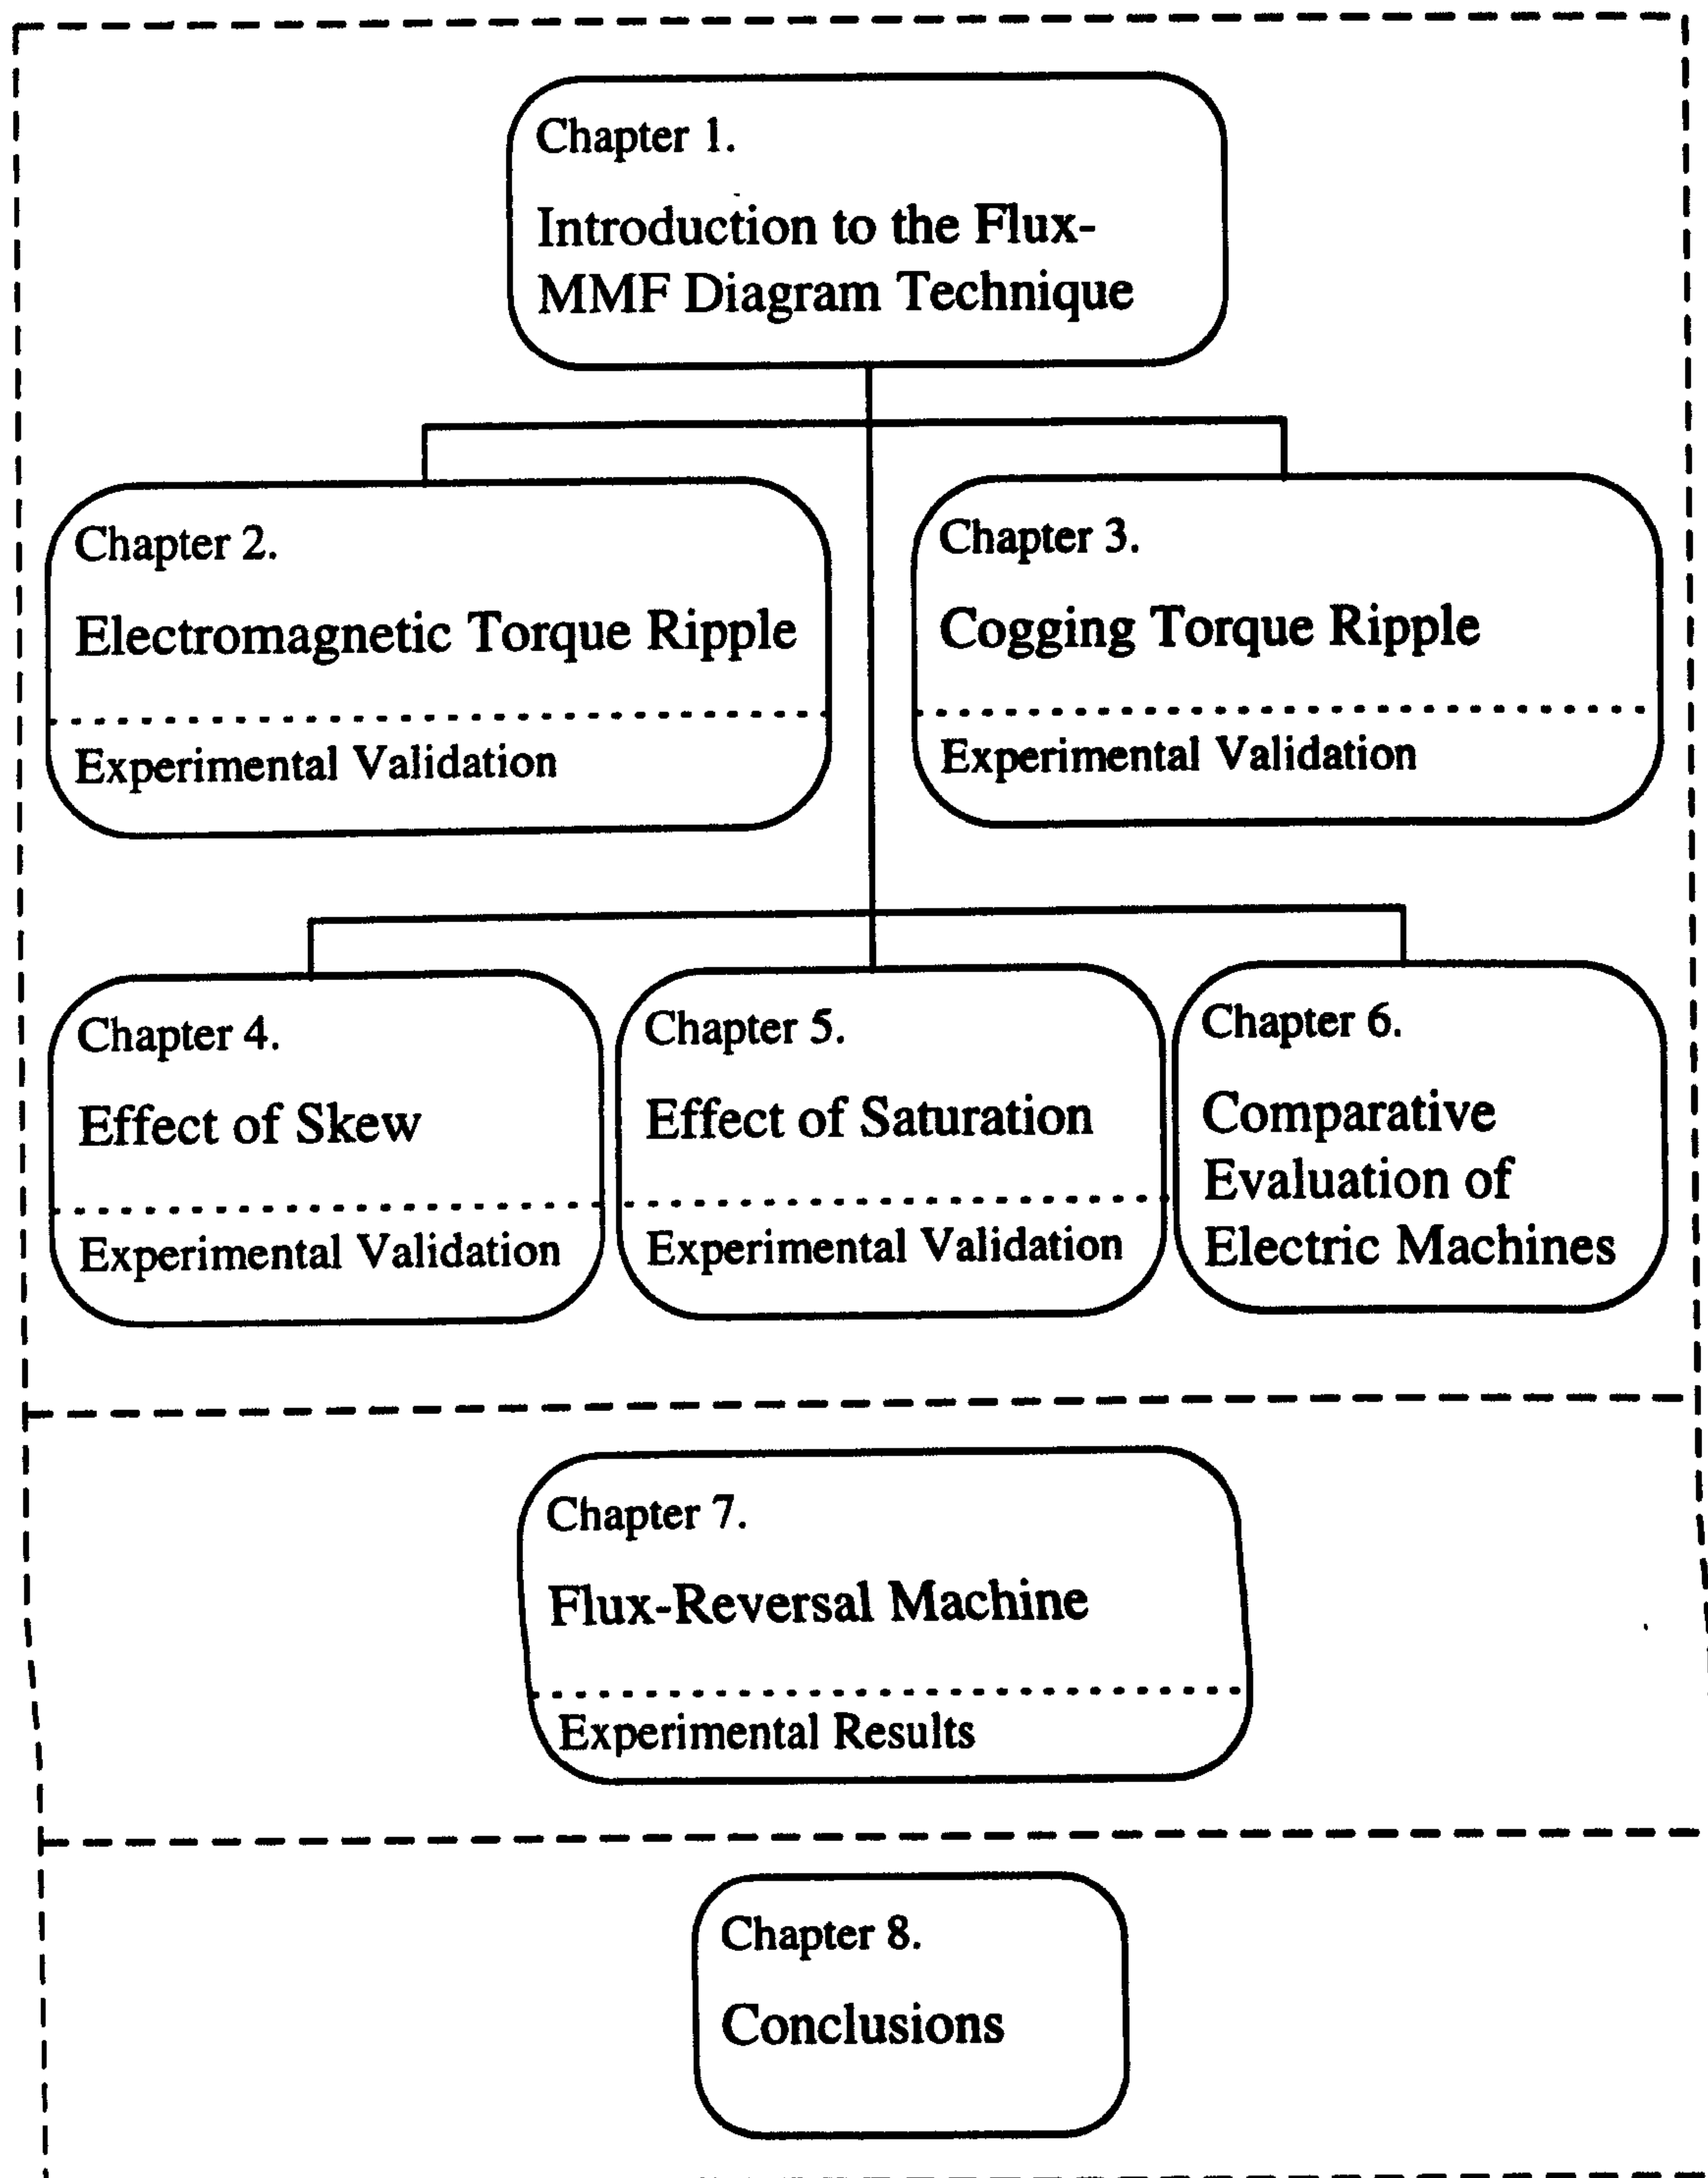 Chapter 1.
Introduction to the Flux-
MMF Diagram Technique
Chapter 2.
Electromagnetic Torque Ripple
Experimental Validation
Chapter 3.
Cogging Torque Ripple
Experimental Validation
Chapter 4.
Effect of Skew
Experimental Validation
Chapter 5.
Effect of Saturation
Experimental Validation
Chapter 6.
Comparative
Evaluation of
Electric Machines
Chapter 7.
Flux-Reversal Machine
Experimental Results
Chapter 8.
Conclusions